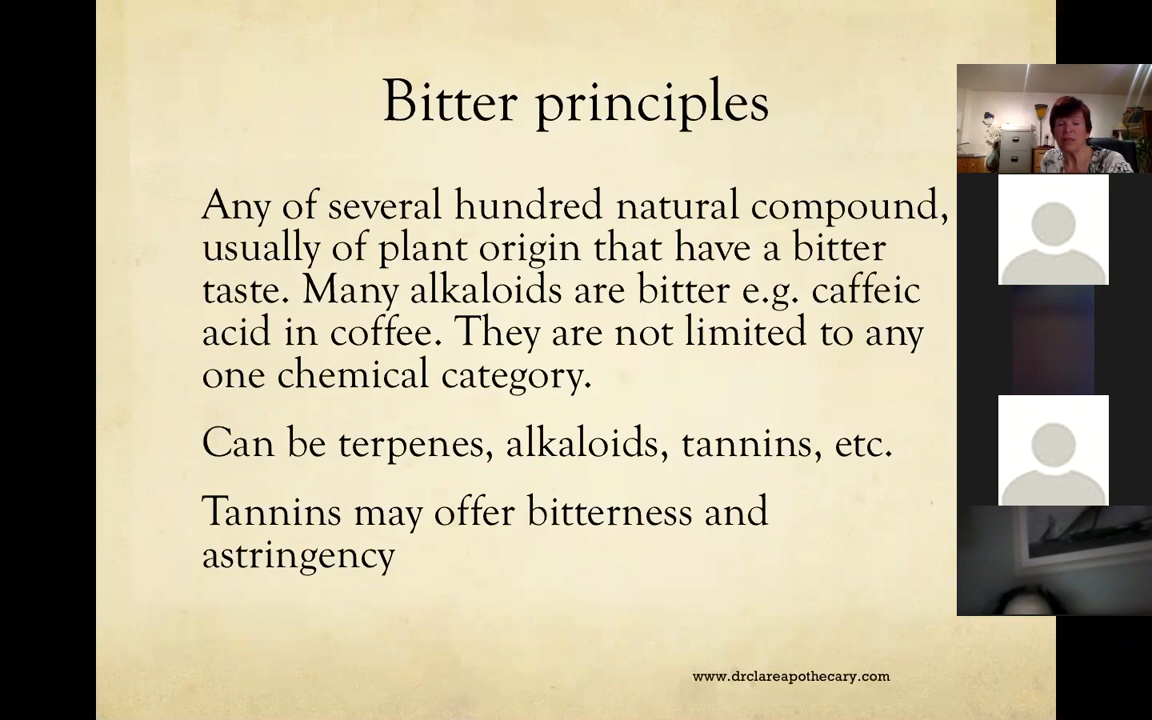 Bitter principles
Any of several hundred natural compound,
usually of plant origin that have a bitter
taste. Many alkaloids are bitter e.g. caffeic
acid in coffee. They are not limited to any
one chemical category.
Can be terpenes, alkaloids, tannins, etc.
Tannins may offer bitterness and
astringency
www.drclareapothecary.com